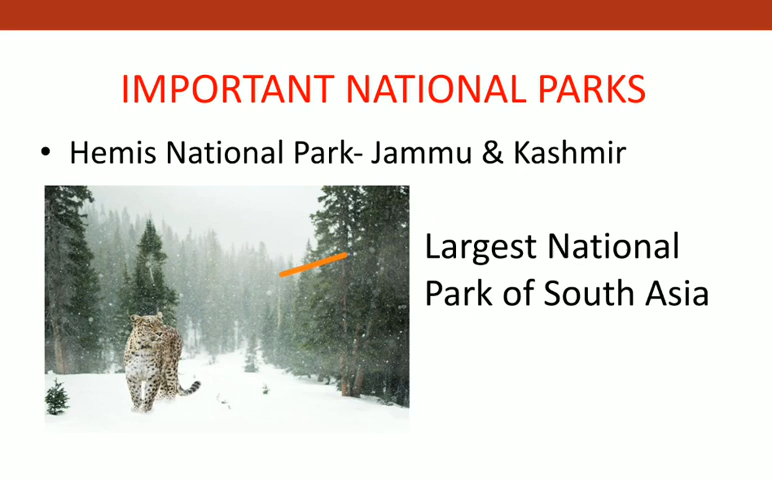 IMPORTANT NATIONAL PARKS
• Hemis National Park- Jammu & Kashmir
Largest National
Park of South Asia